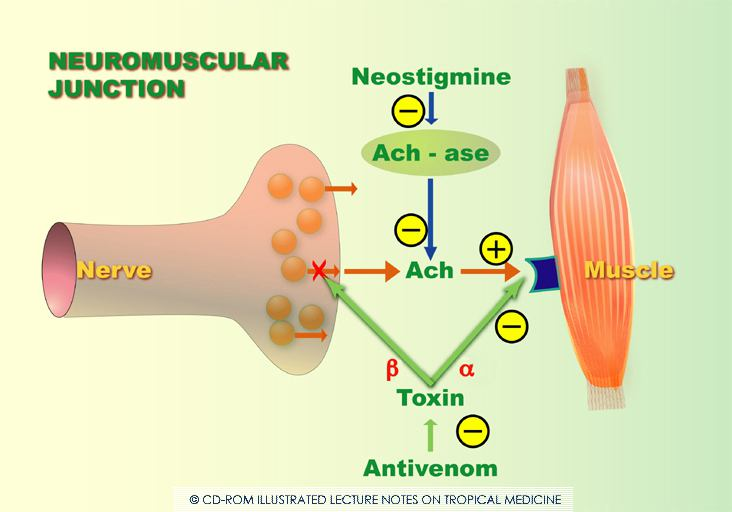 NEUROMUSCULAR
JUNCTION
Neostigmine
−
Ach - ase
−
Nerve
Ach
+
Muscle
−
β
α
Toxin
−
Antivenom
© CD-ROM ILLUSTRATED LECTURE NOTES ON TROPICAL MEDICINE